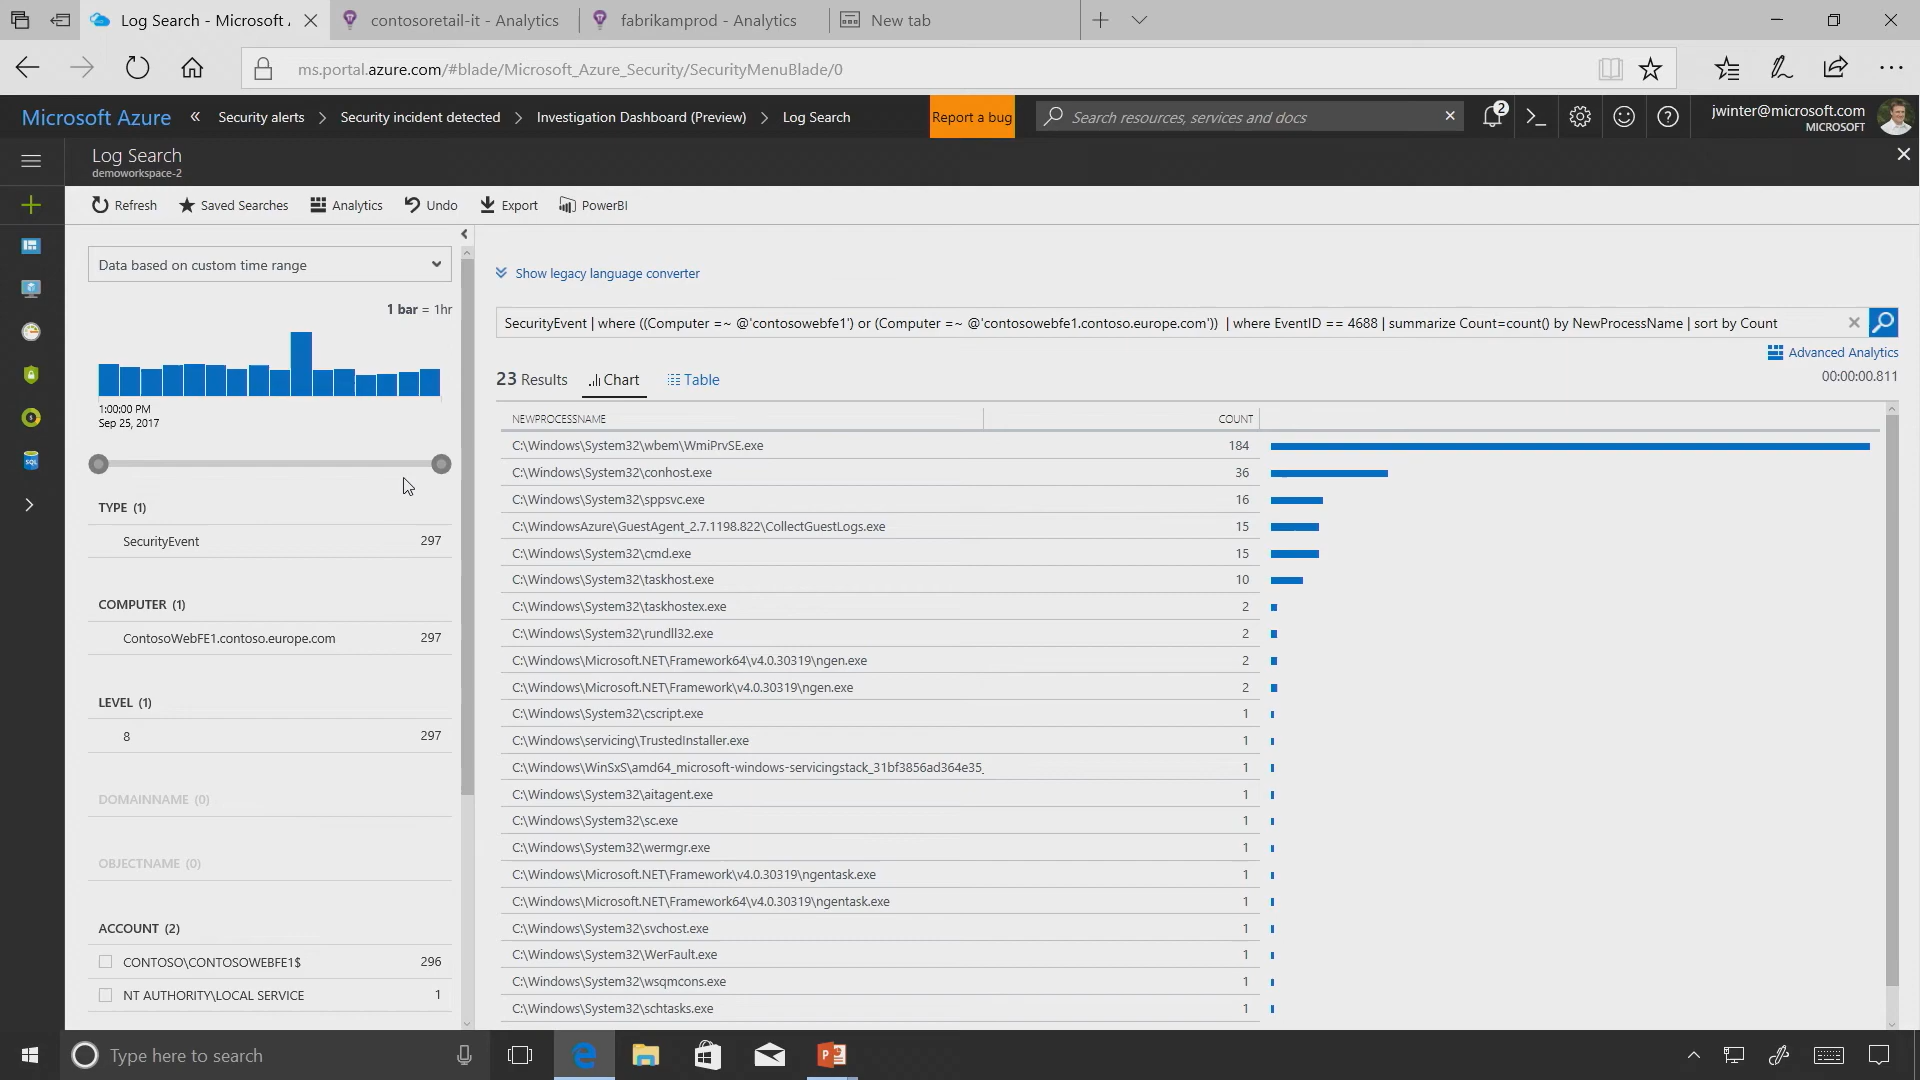 Log Search - Microsoft A
contosoretail-it - Analytics
fabrikamprod - Analytics
New tab
ms.portal.azure.com/#blade/Microsoft_Azure_Security/SecurityMenuBlade/0
Microsoft Azure « Security alerts > Security incident detected > Investigation Dashboard (Preview) > Log Search
Report a bug
Search resources, services and docs
2
jwinter@microsoft.com
MICROSOFT
Log Search
demoworkspace-2
Refresh Saved Searches Analytics Undo Export PowerBI
Data based on custom time range
1 bar = 1hr
1:00:00 PM
Sep 25, 2017
TYPE (1)
SecurityEvent 297
COMPUTER (1)
ContosoWebFE1.contoso.europe.com 297
LEVEL (1)
8 297
DOMAINNAME (0)
OBJECTNAME (0)
ACCOUNT (2)
CONTOSO\CONTOSOWEBFE1$ 296
NT AUTHORITY\LOCAL SERVICE 1
Show legacy language converter
SecurityEvent | where ((Computer =~ @'contosowebfe1') or (Computer =~ @'contosowebfe1.contoso.europe.com')) | where EventID == 4688 | summarize Count=count() by NewProcessName | sort by Count
Advanced Analytics
00:00:00.811
23 Results Chart Table
NEWPROCESSNAME COUNT
C:\Windows\System32\wbem\WmiPrvSE.exe 184
C:\Windows\System32\conhost.exe 36
C:\Windows\System32\sppsvc.exe 16
C:\WindowsAzure\GuestAgent_2.7.1198.822\CollectGuestLogs.exe 15
C:\Windows\System32\cmd.exe 15
C:\Windows\System32\taskhost.exe 10
C:\Windows\System32\taskhostex.exe 2
C:\Windows\System32\rundll32.exe 2
C:\Windows\Microsoft.NET\Framework64\v4.0.30319\ngen.exe 2
C:\Windows\Microsoft.NET\Framework\v4.0.30319\ngen.exe 2
C:\Windows\System32\cscript.exe 1
C:\Windows\servicing\TrustedInstaller.exe 1
C:\Windows\WinSxS\amd64_microsoft-windows-servicingstack_31bf3856ad364e35_ 1
C:\Windows\System32\aitagent.exe 1
C:\Windows\System32\sc.exe 1
C:\Windows\System32\wermgr.exe 1
C:\Windows\Microsoft.NET\Framework\v4.0.30319\ngentask.exe 1
C:\Windows\Microsoft.NET\Framework64\v4.0.30319\ngentask.exe 1
C:\Windows\System32\svchost.exe 1
C:\Windows\System32\WerFault.exe 1
C:\Windows\System32\wsqmcons.exe 1
C:\Windows\System32\schtasks.exe 1
Type here to search